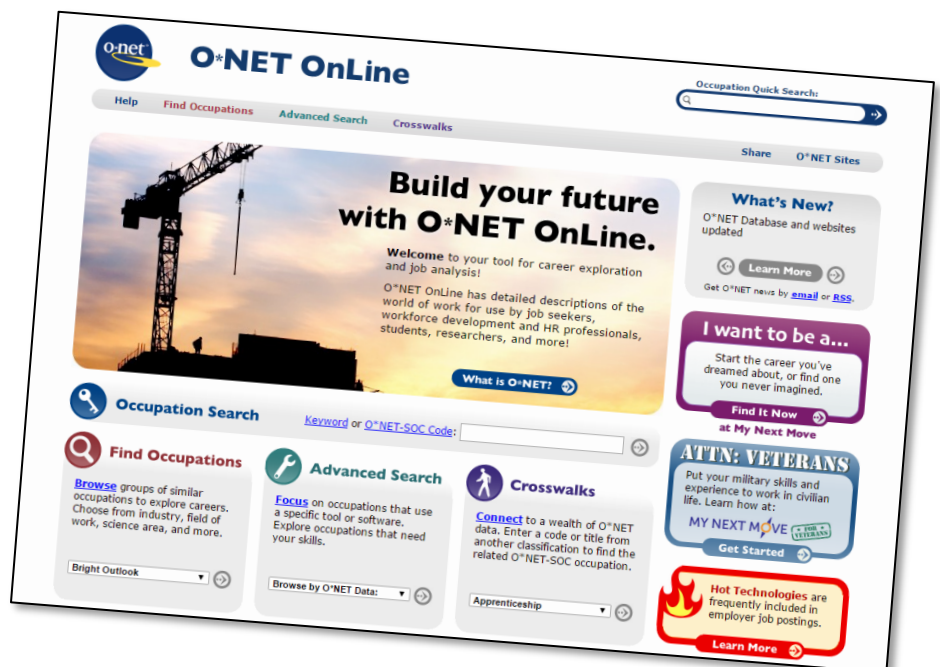 o·net
O*NET OnLine
Occupation Quick Search:
Help
Find Occupations
Advanced Search
Crosswalks
Share
O*NET Sites
Build your future
with O*NET OnLine.
Welcome to your tool for career exploration
and job analysis!
O*NET OnLine has detailed descriptions of the
world of work for use by job seekers,
workforce development and HR professionals,
students, researchers, and more!
What is O*NET?
What's New?
O*NET Database and websites
updated
Learn More
Get O*NET news by email or RSS.
I want to be a...
Start the career you've
dreamed about, or find one
you never imagined.
Find It Now
at My Next Move
ATTN: VETERANS
Put your military skills and
experience to work in civilian
life. Learn how at:
MY NEXT MOVE
FOR
VETERANS
Get Started
Hot Technologies are
frequently included in
employer job postings.
Learn More
Occupation Search
Keyword or O*NET-SOC Code:
Find Occupations
Browse groups of similar
occupations to explore careers.
Choose from industry, field of
work, science area, and more.
Bright Outlook
Advanced Search
Focus on occupations that use
a specific tool or software.
Explore occupations that need
your skills.
Browse by O*NET Data:
Crosswalks
Connect to a wealth of O*NET
data. Enter a code or title from
another classification to find the
related O*NET-SOC occupation.
Apprenticeship